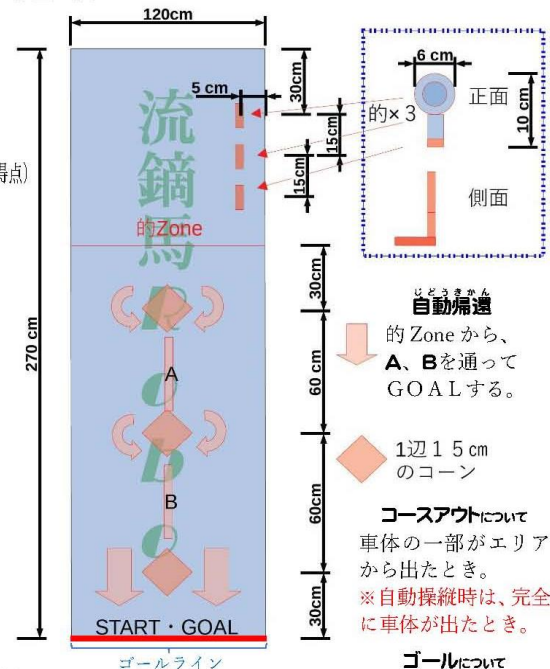 120cm
270 cm
得点)
流鏑馬Robo
5 cm
30cm
15cm
15cm
的Zone
30cm
60 cm
60cm
30cm
A
B
START・GOAL
ゴールライン
6 cm
10 cm
正面
的×３
側面
じどうきかん
自動帰還
的 Zone から、
A、Bを通って
ＧＯＡＬする。
1辺１５㎝
のコーン
コースアウトについて
車体の一部がエリア
から出たとき。
※自動操縦時は、完全
に車体が出たとき。
ゴールについて